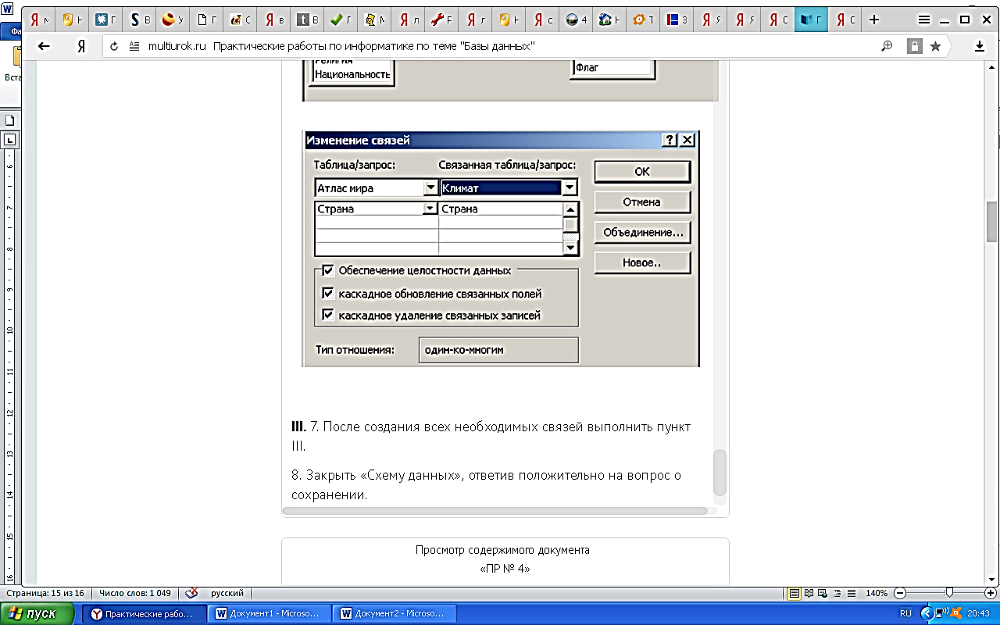 multiurok.ru Практические работы по информатике по теме "Базы данных"
Религия
Национальность
Флаг
Изменение связей
Таблица/запрос: Связанная таблица/запрос:
Атлас мира Климат
Страна Страна
ОК
Отмена
Объединение...
Новое..
Обеспечение целостности данных
каскадное обновление связанных полей
каскадное удаление связанных записей
Тип отношения: один-ко-многим
III. 7. После создания всех необходимых связей выполнить пункт
III.
8. Закрыть «Схему данных», ответив положительно на вопрос о
сохранении.
Просмотр содержимого документа
«ПР № 4»
Страница: 15 из 16 Число слов: 1 049 русский 140%
пуск Практические рабо... Документ1 - Microso... Документ2 - Microso... RU 20:43